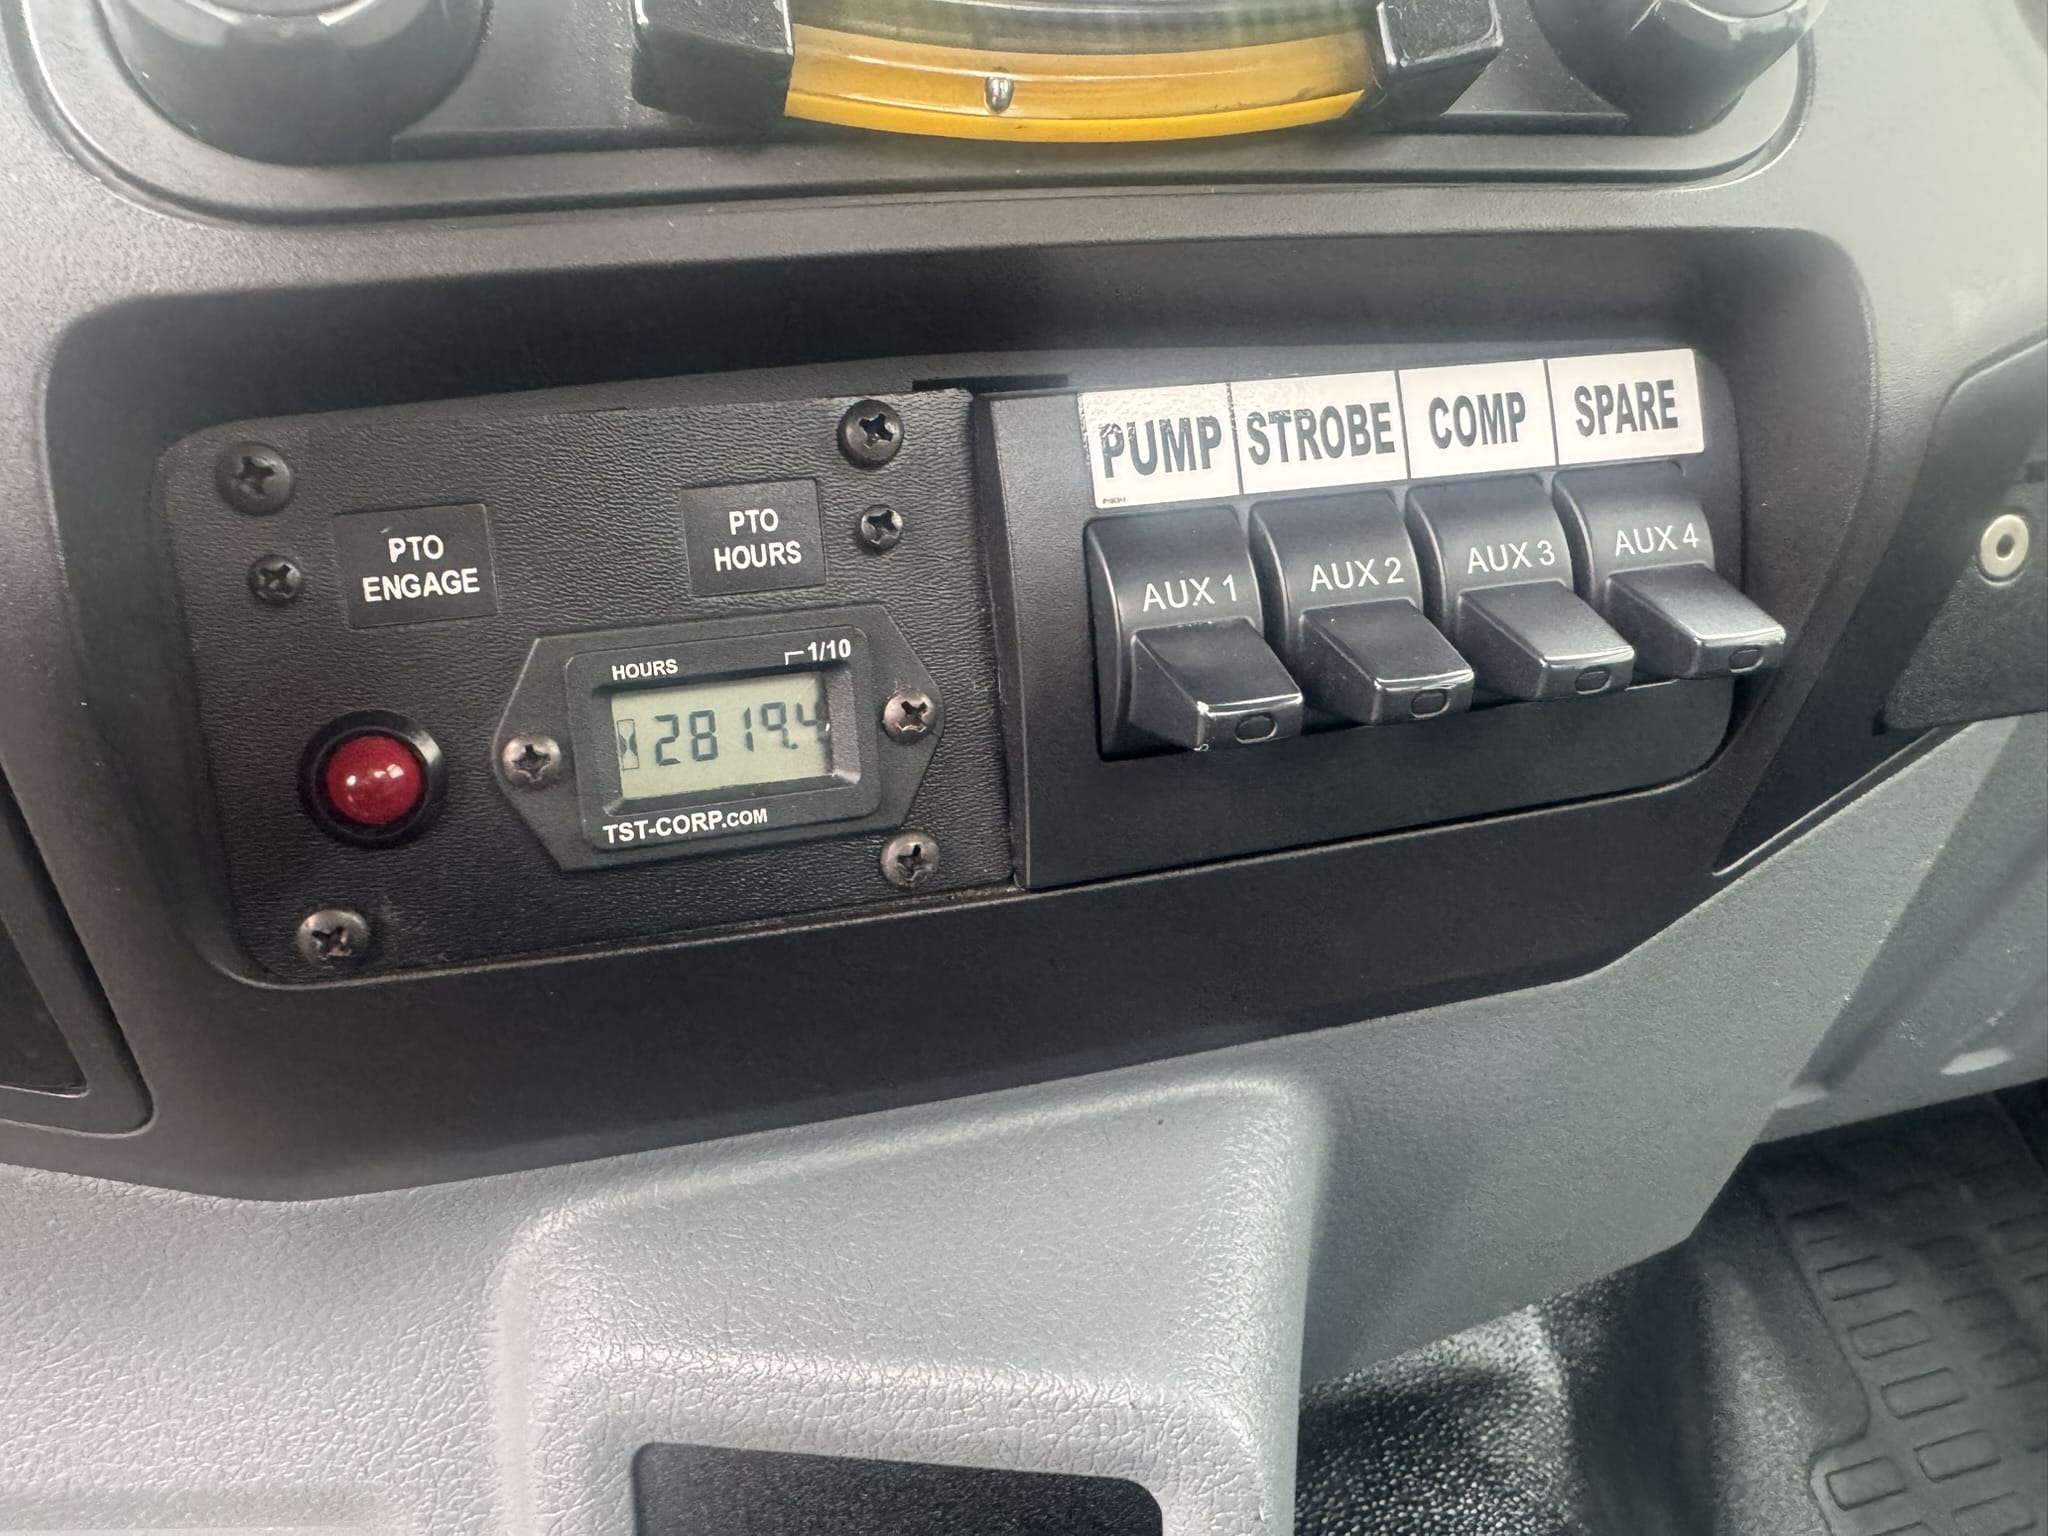 PUMP STROBE COMP SPARE
AUX 1 AUX 2 AUX 3 AUX 4
PTO
ENGAGE
PTO
HOURS
HOURS 1/10
2819.4
TST-CORP.COM